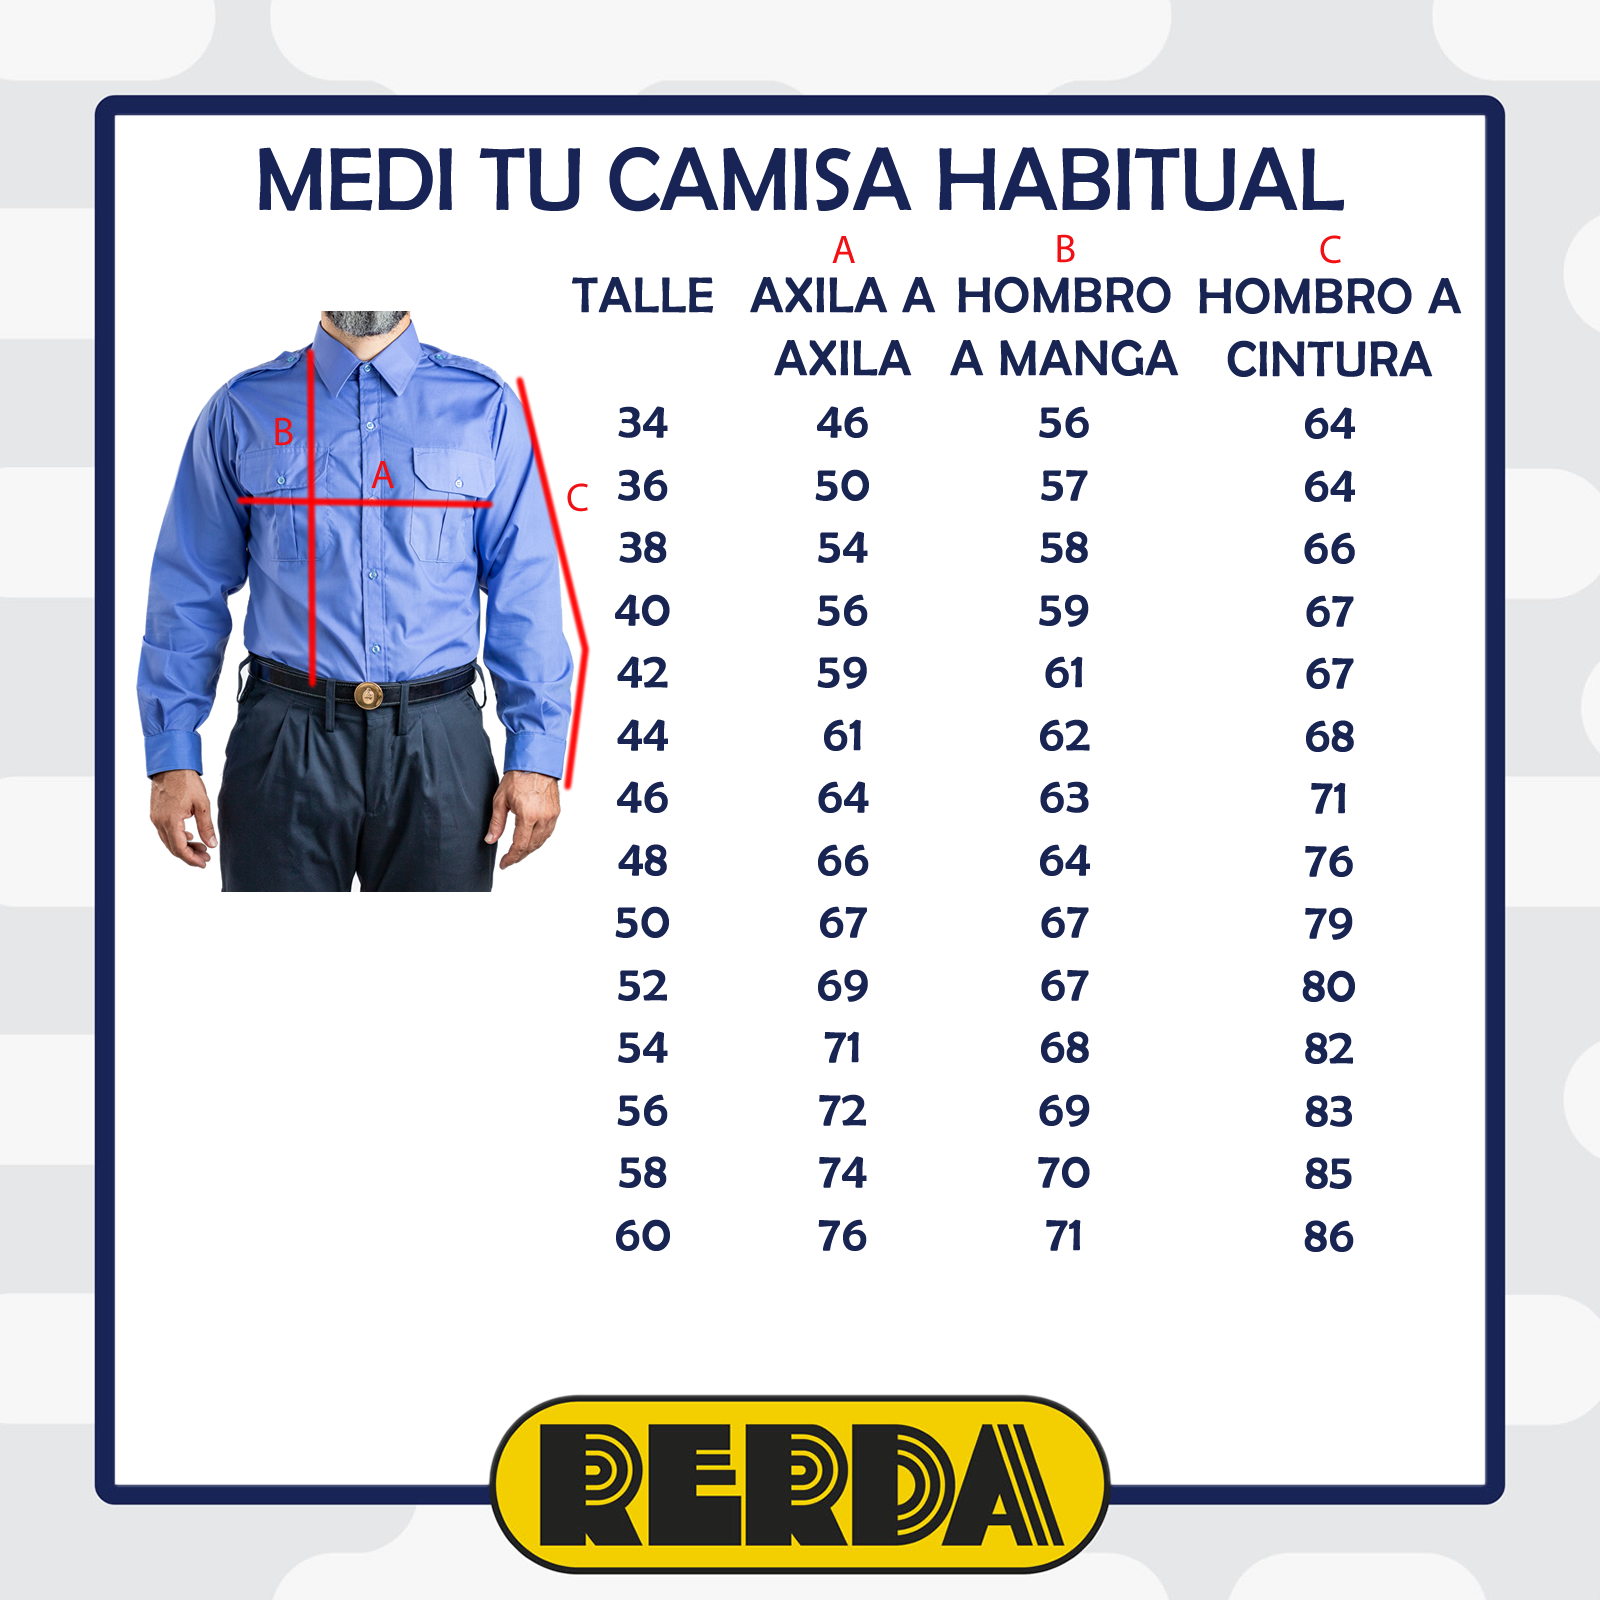 MEDI TU CAMISA HABITUAL
A B C
TALLE AXILA A HOMBRO HOMBRO A
AXILA A MANGA CINTURA
34 46 56 64
36 50 57 64
38 54 58 66
40 56 59 67
42 59 61 67
44 61 62 68
46 64 63 71
48 66 64 76
50 67 67 79
52 69 67 80
54 71 68 82
56 72 69 83
58 74 70 85
60 76 71 86
B
A
C
RERDA